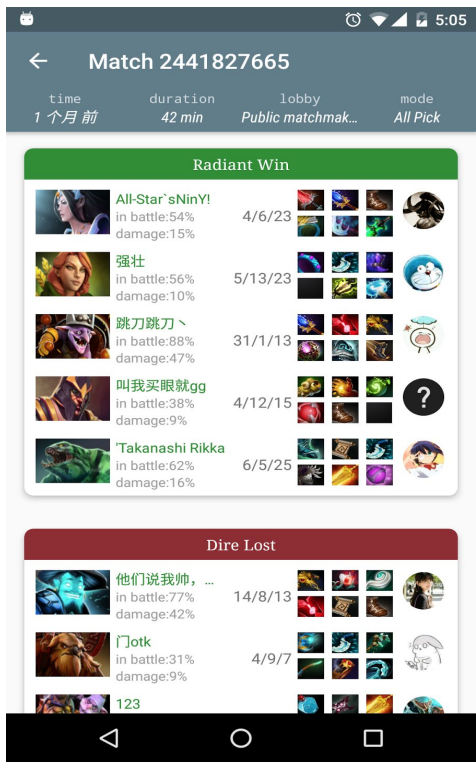 5:05
Match 2441827665
time duration lobby mode
1 个月 前 42 min Public matchmak… All Pick
Radiant Win
All-Star`sNinY!
in battle:54% 4/6/23
damage:15%
强壮
in battle:56% 5/13/23
damage:10%
跳刀跳刀丶
in battle:88% 31/1/13
damage:47%
叫我买眼就gg
in battle:38% 4/12/15 ?
damage:9%
'Takanashi Rikka
in battle:62% 6/5/25
damage:16%
Dire Lost
他们说我帅，…
in battle:77% 14/8/13
damage:42%
门otk
in battle:31% 4/9/7
damage:9%
123